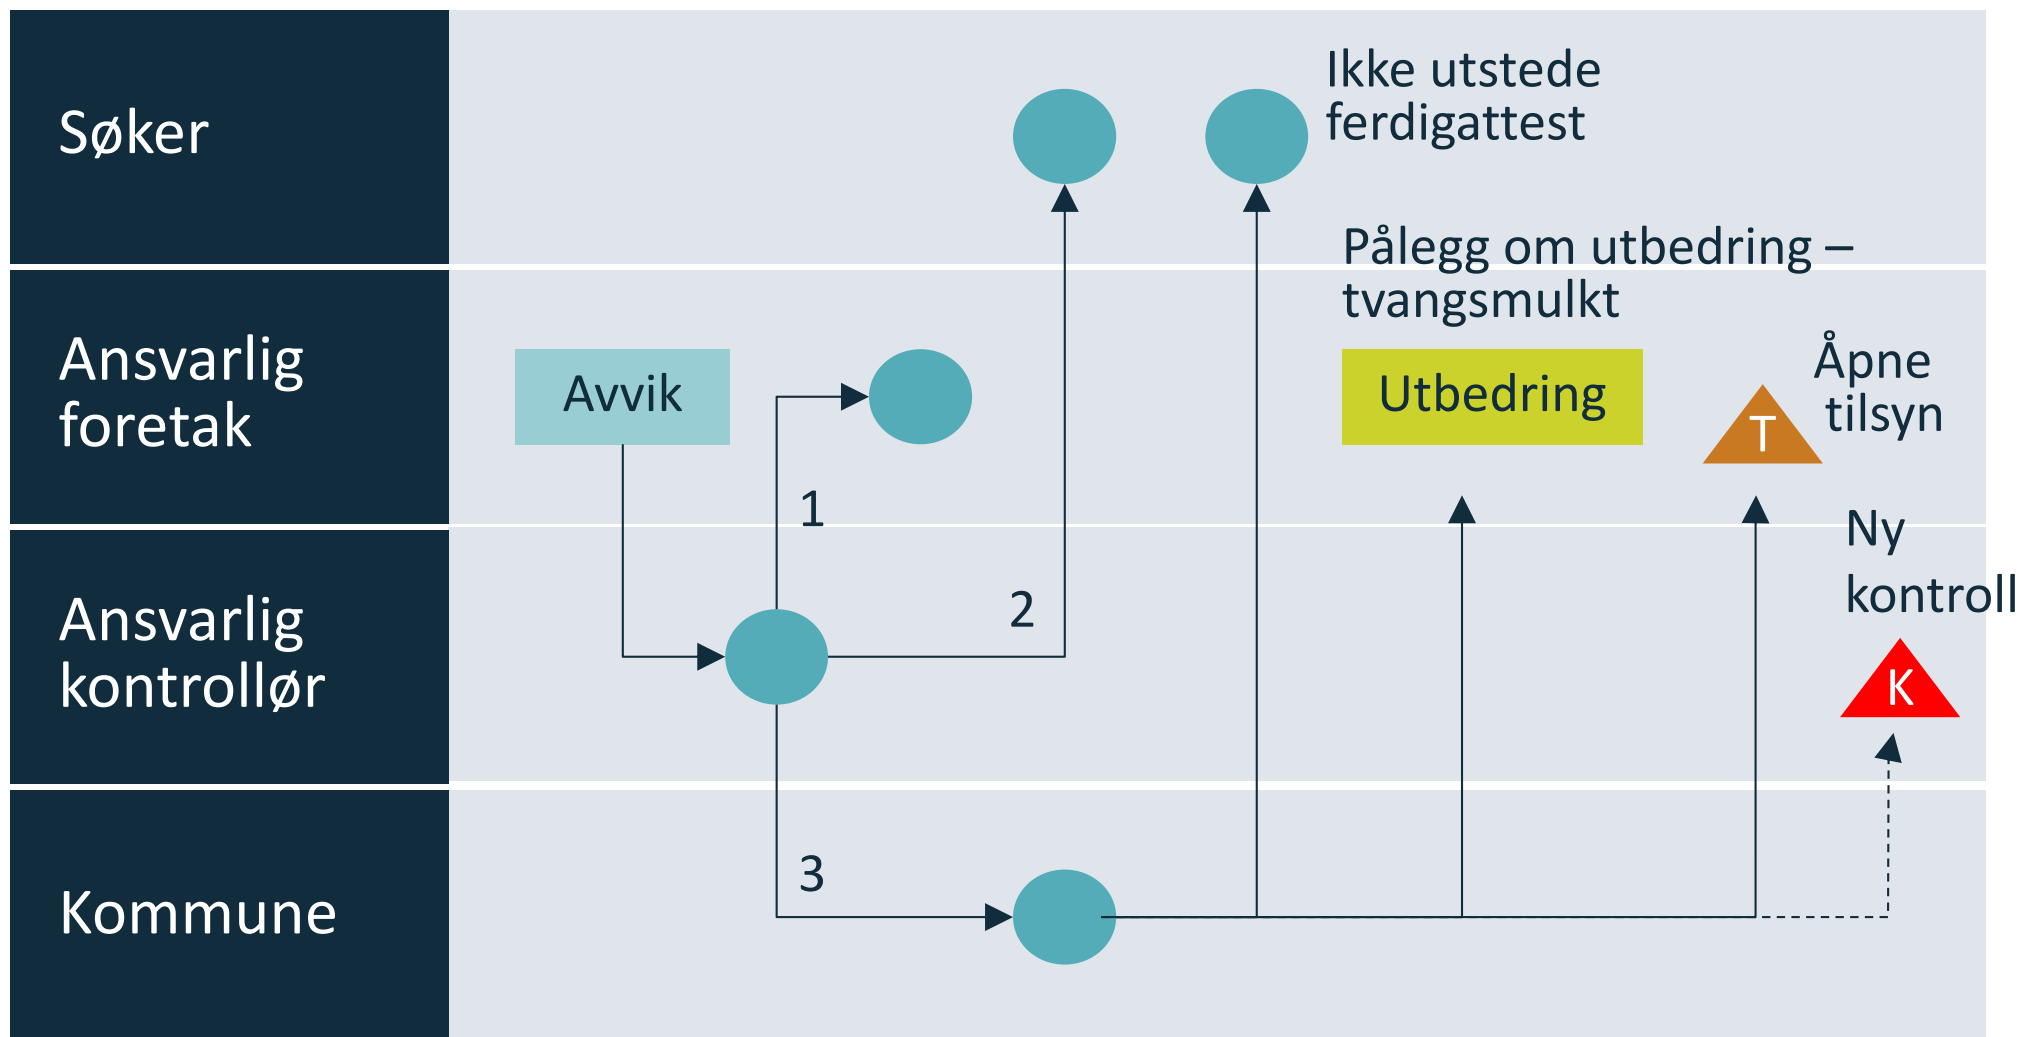 Søker
Ikke utstede
ferdigattest
Pålegg om utbedring –
tvangsmulkt
Ansvarlig
foretak
Avvik
Utbedring
T
Åpne
tilsyn
1
Ny
kontroll
2
Ansvarlig
kontrollør
K
3
Kommune